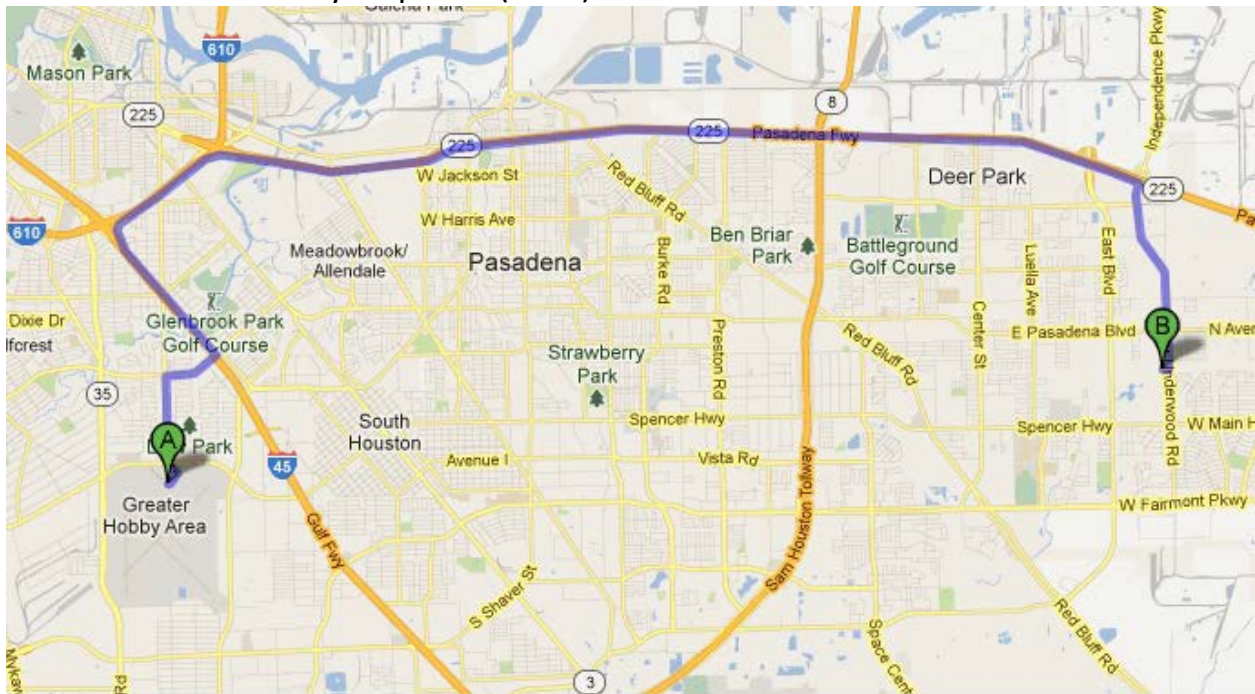 610
Mason Park
225
8
Independence Pkwy
225
225
Pasadena Fwy
W Jackson St
Red Bluff Rd
Deer Park
225
610
W Harris Ave
Meadowbrook/
Allendale
Pasadena
Burke Rd
Ben Briar
Park
Battleground
Golf Course
Luella Ave
East Blvd
Dixie Dr
Glenbrook Park
Golf Course
Strawberry
Park
Preston Rd
Red Bluff Rd
Center St
E Pasadena Blvd
B
35
South
Houston
Spencer Hwy
Spencer Hwy
W Main
A
Park
45
Avenue I
Vista Rd
Greater
Hobby Area
Gulf Fwy
Sam Houston Tollway
W Fairmont Pkwy
S Shaver St
Red Bluff Rd
3
Rd